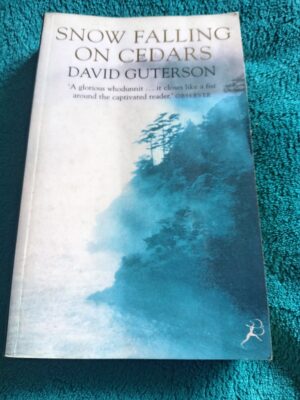 SNOW FALLING
ON CEDARS
DAVID GUTERSON
'A glorious whodunnit ... it closes like a fist
around the captivated reader.' OBSERVER